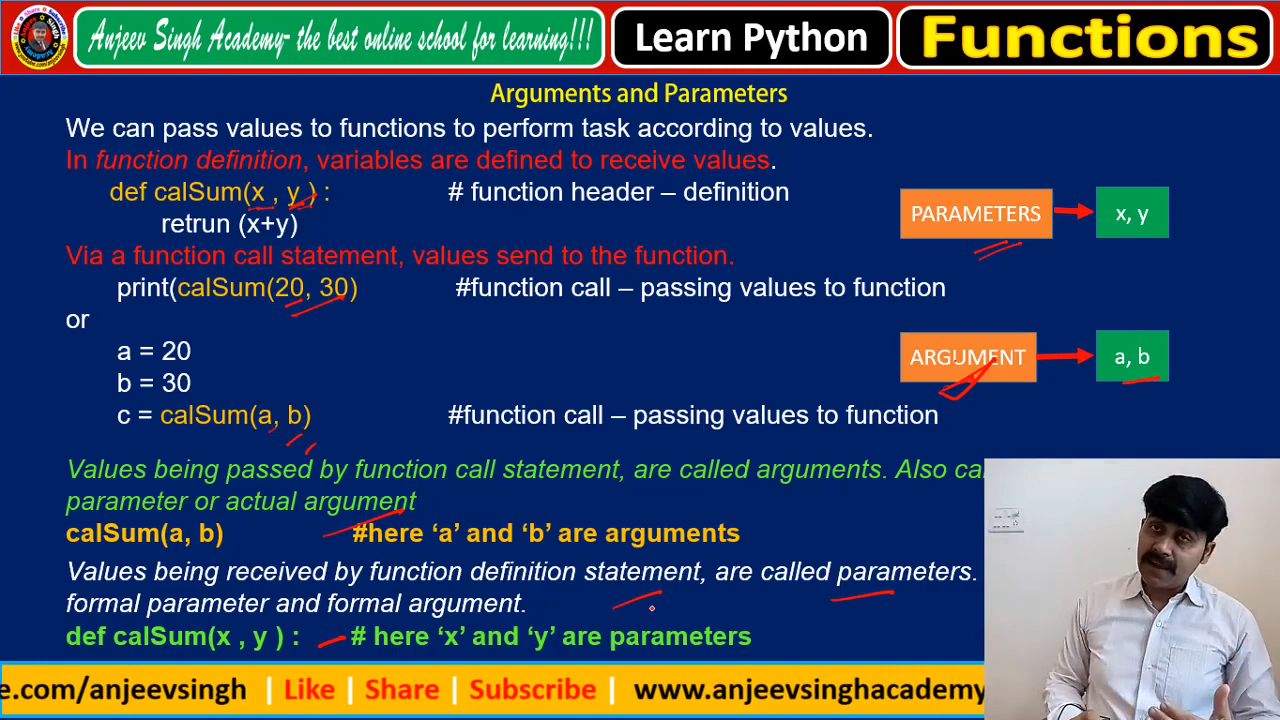 Anjeev Singh Academy- the best online school for learning!!!
Learn Python
Functions
Arguments and Parameters
We can pass values to functions to perform task according to values.
In function definition, variables are defined to receive values.
def calSum(x , y ) : # function header – definition
retrun (x+y)
PARAMETERS x, y
Via a function call statement, values send to the function.
print(calSum(20, 30) #function call – passing values to function
or
a = 20
ARGUMENT a, b
b = 30
c = calSum(a, b) #function call – passing values to function
Values being passed by function call statement, are called arguments. Also
parameter or actual argument
calSum(a, b) #here ‘a’ and ‘b’ are arguments
Values being received by function definition statement, are called parameters.
formal parameter and formal argument.
def calSum(x , y ) : # here ‘x’ and ‘y’ are parameters
e.com/anjeevsingh | Like | Share | Subscribe | www.anjeevsinghacademy